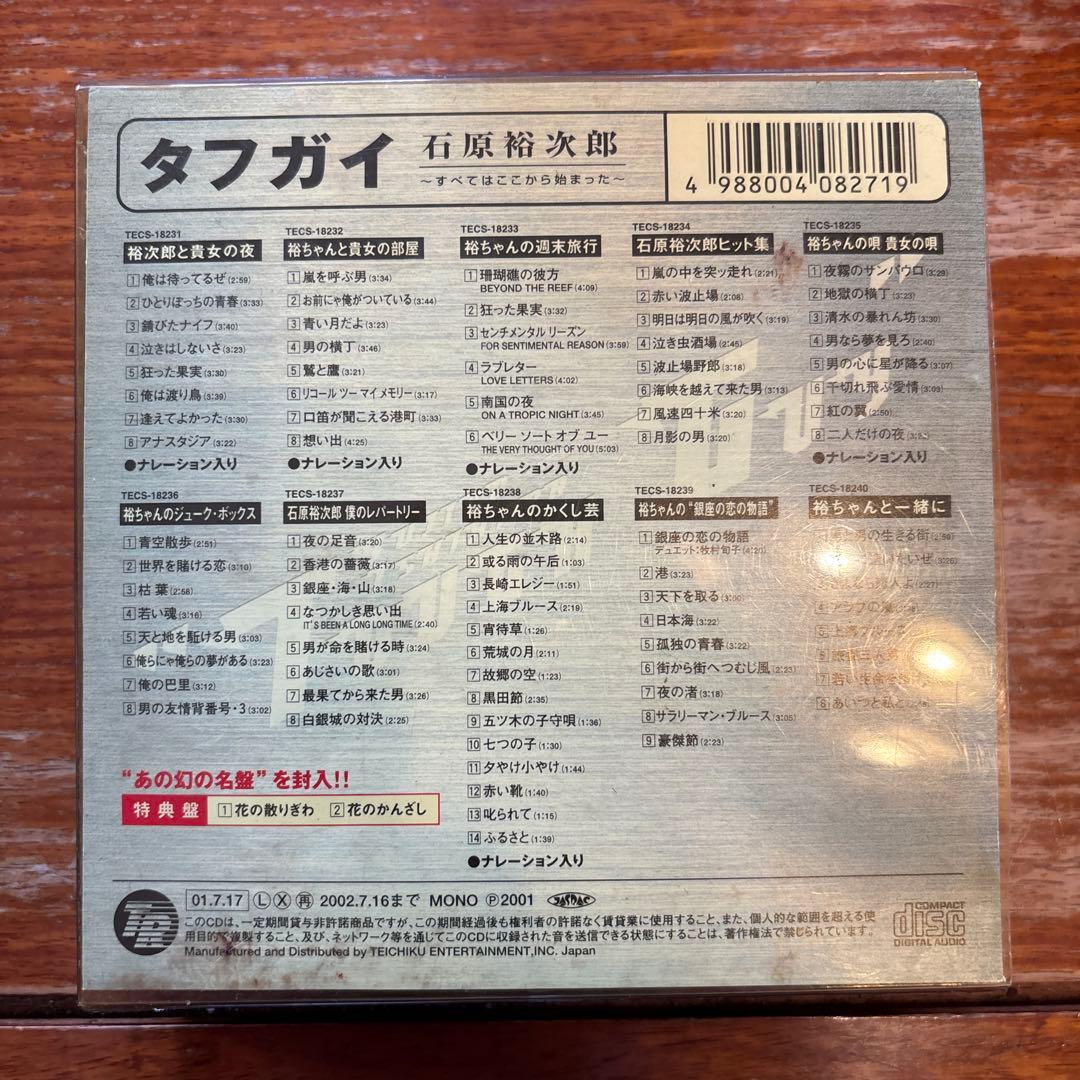 タフガイ
石原裕次郎
～すべてはここから始まった～
4 988004 082719
TECS-18231
裕次郎と貴女の夜
1 俺は待ってるぜ(2:59)
2 ひとりぼっちの青春(3:33)
3 錆びたナイフ(3:40)
4 泣きはしないさ(3:23)
5 狂った果実(3:30)
6 俺は渡り鳥(3:39)
7 逢えてよかった(3:30)
8 アナスタジア(3:22)
●ナレーション入り
TECS-18232
裕ちゃんと貴女の部屋
1 嵐を呼ぶ男(3:34)
2 お前にゃ俺がついている(3:44)
3 青い月だよ(3:23)
4 男の横丁(3:46)
5 鷲と鷹(3:21)
6 リコール ツー マイ メモリー(3:17)
7 口笛が聞こえる港町(3:33)
8 想い出(4:25)
●ナレーション入り
TECS-18233
裕ちゃんの週末旅行
1 珊瑚礁の彼方
BEYOND THE REEF(4:09)
2 狂った果実(3:32)
3 センチメンタル リーズン
FOR SENTIMENTAL REASON(3:59)
4 ラブレター
LOVE LETTERS(4:02)
5 南国の夜
ON A TROPIC NIGHT(3:45)
6 ベリー ソート オブ ユー
THE VERY THOUGHT OF YOU(5:03)
●ナレーション入り
TECS-18234
石原裕次郎ヒット集
1 嵐の中を突ッ走れ(2:21)
2 赤い波止場(2:08)
3 明日は明日の風が吹く(3:19)
4 泣き虫酒場(2:45)
5 波止場野郎(3:18)
6 海峡を越えて来た男(3:13)
7 風速四十米(3:20)
8 月影の男(3:20)
TECS-18235
裕ちゃんの唄 貴女の唄
1 夜霧のサンパウロ(3:29)
2 地獄の横丁(3:23)
3 清水の暴れん坊(3:30)
4 男なら夢を見ろ(2:40)
5 男の心に星が降る(3:07)
6 千切れ飛ぶ愛情(3:03)
7 紅の翼(2:50)
8 二人だけの夜
●ナレーション入り
TECS-18236
裕ちゃんのジューク・ボックス
1 青空散歩(2:51)
2 世界を賭ける恋(3:10)
3 枯葉(2:58)
4 若い魂(3:16)
5 天と地を駈ける男(3:03)
6 俺らにゃ俺らの夢がある(3:23)
7 俺の巴里(3:12)
8 男の友情背番号・3(3:02)
TECS-18237
石原裕次郎 僕のレパートリー
1 夜の足音(3:20)
2 香港の薔薇(3:17)
3 銀座・海・山(3:18)
4 なつかしき思い出
IT'S BEEN A LONG LONG TIME(2:40)
5 男が命を賭ける時(3:24)
6 あじさいの歌(3:01)
7 最果てから来た男(3:26)
8 白銀城の対決(2:25)
TECS-18238
裕ちゃんのかくし芸
1 人生の並木路(2:14)
2 或る雨の午后(1:03)
3 長崎エレジー(1:51)
4 上海ブルース(2:19)
5 宵待草(1:26)
6 荒城の月(2:11)
7 故郷の空(1:23)
8 黒田節(2:35)
9 五ツ木の子守唄(1:36)
10 七つの子(1:30)
11 夕やけ小やけ(1:44)
12 赤い靴(1:40)
13 叱られて(1:15)
14 ふるさと(1:39)
●ナレーション入り
TECS-18239
裕ちゃんの“銀座の恋の物語”
1 銀座の恋の物語
デュエット:牧村旬子(4:20)
2 港(3:23)
3 天下を取る(3:00)
4 日本海(3:22)
5 孤独の青春(3:22)
6 街から街へつむじ風(2:23)
7 夜の渚(3:18)
8 サラリーマン・ブルース(3:05)
9 豪傑節(2:23)
TECS-18240
裕ちゃんと一緒に
男の生きる街(2:59)
いたいぜ(3:26)
人よ(2:27)
4 アラブの
7 若い生命を
8 あいつと私
“あの幻の名盤”を封入!!
特典盤 1 花の散りぎわ 2 花のかんざし
01.7.17 L X 再 2002.7.16まで MONO ℗2001 JASRAC
このCDは、一定期間貸与非許諾商品ですが、この期間経過後も権利者の許諾なく賃貸業に使用すること、また、個人的な範囲を超える使
用目的で複製すること、及び、ネットワーク等を通じてこのCDに収録された音を送信できる状態にすることは、著作権法で禁じられています。
Manufactured and Distributed by TEICHIKU ENTERTAINMENT,INC. Japan
COMPACT
disc
DIGITAL AUDIO